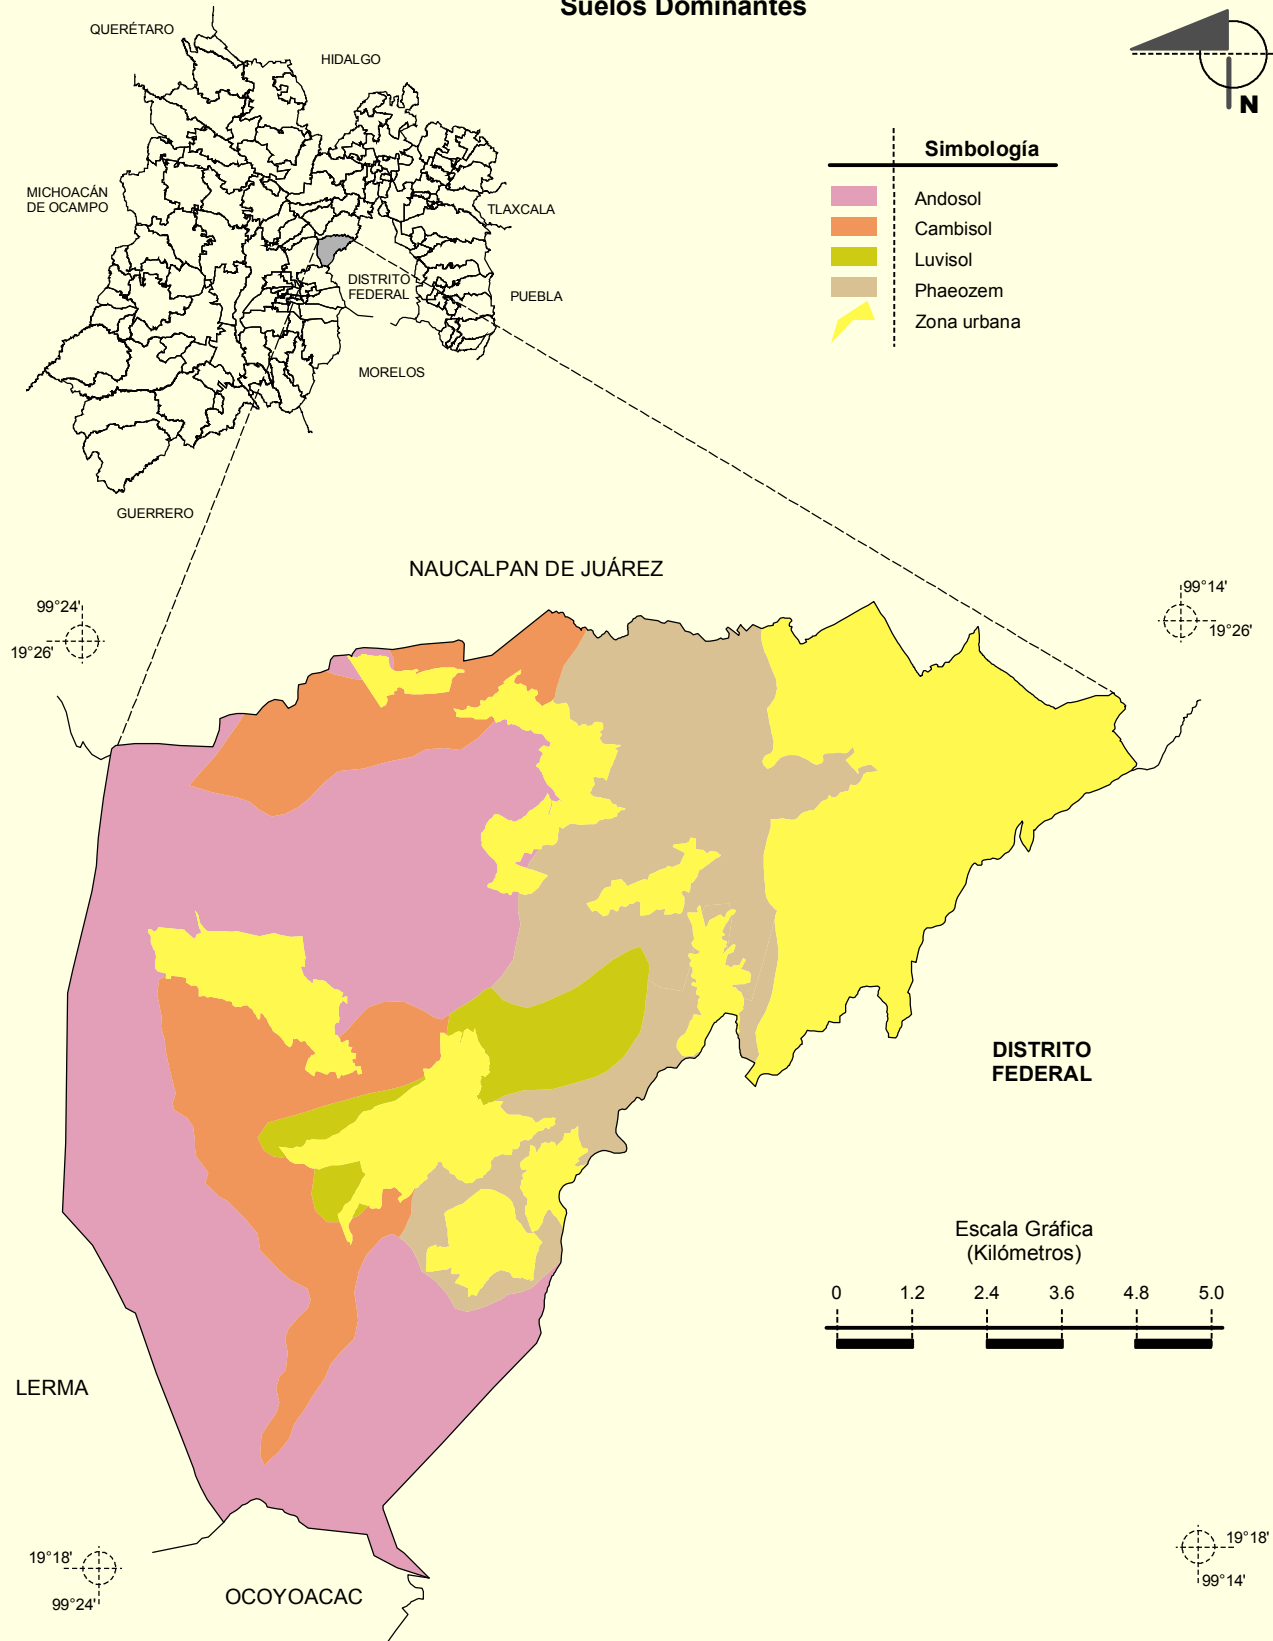 Suelos Dominantes
QUERÉTARO
HIDALGO
N
Simbología
MICHOACÁN
DE OCAMPO
TLAXCALA
Andosol
Cambisol
Luvisol
Phaeozem
Zona urbana
DISTRITO
FEDERAL
PUEBLA
MORELOS
GUERRERO
NAUCALPAN DE JUÁREZ
99°24'
19°26'
99°14'
19°26'
DISTRITO
FEDERAL
Escala Gráfica
(Kilómetros)
0 1.2 2.4 3.6 4.8 5.0
LERMA
19°18'
99°24'
19°18'
99°14'
OCOYOACAC